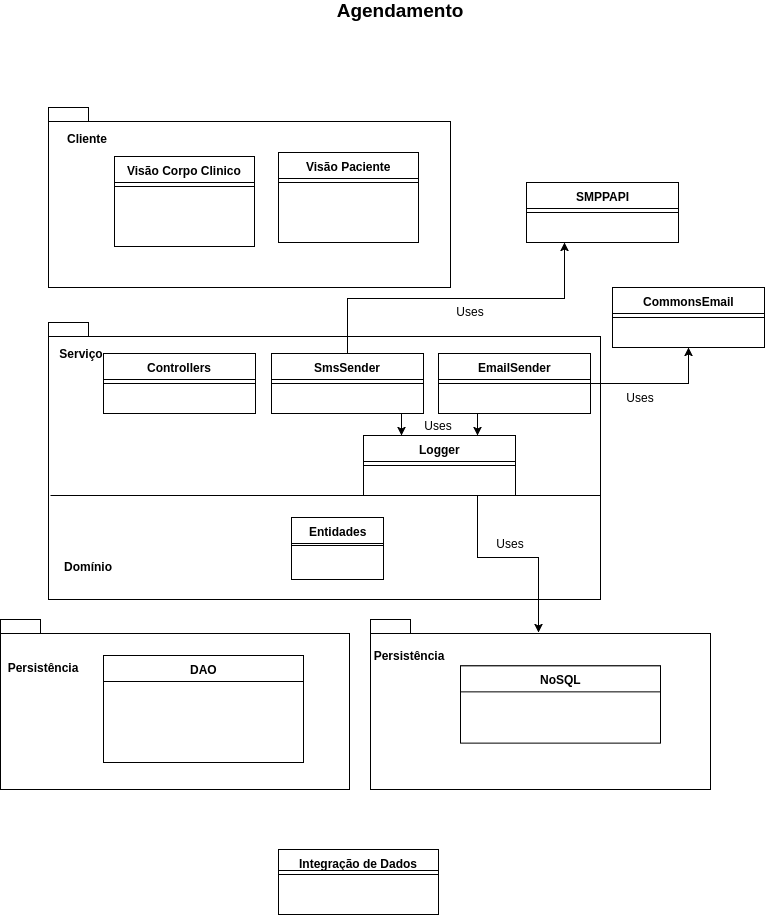 Agendamento
Cliente
Visão Corpo Clinico
Visão Paciente
SMPPAPI
CommonsEmail
Uses
Serviço
Controllers
SmsSender
EmailSender
Uses
Uses
Logger
Entidades
Uses
Domínio
Persistência
DAO
Persistência
NoSQL
Integração de Dados